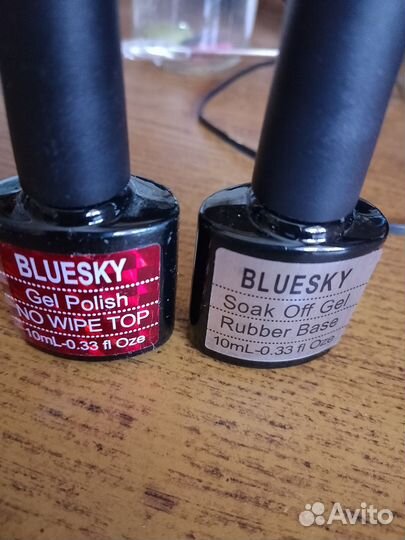 BLUESKY
Gel Polish
NO WIPE TOP
10mL-0.33 fl Oze
BLUESKY
Soak Off Gel
Rubber Base
10mL-0.33 fl Oze
Avito